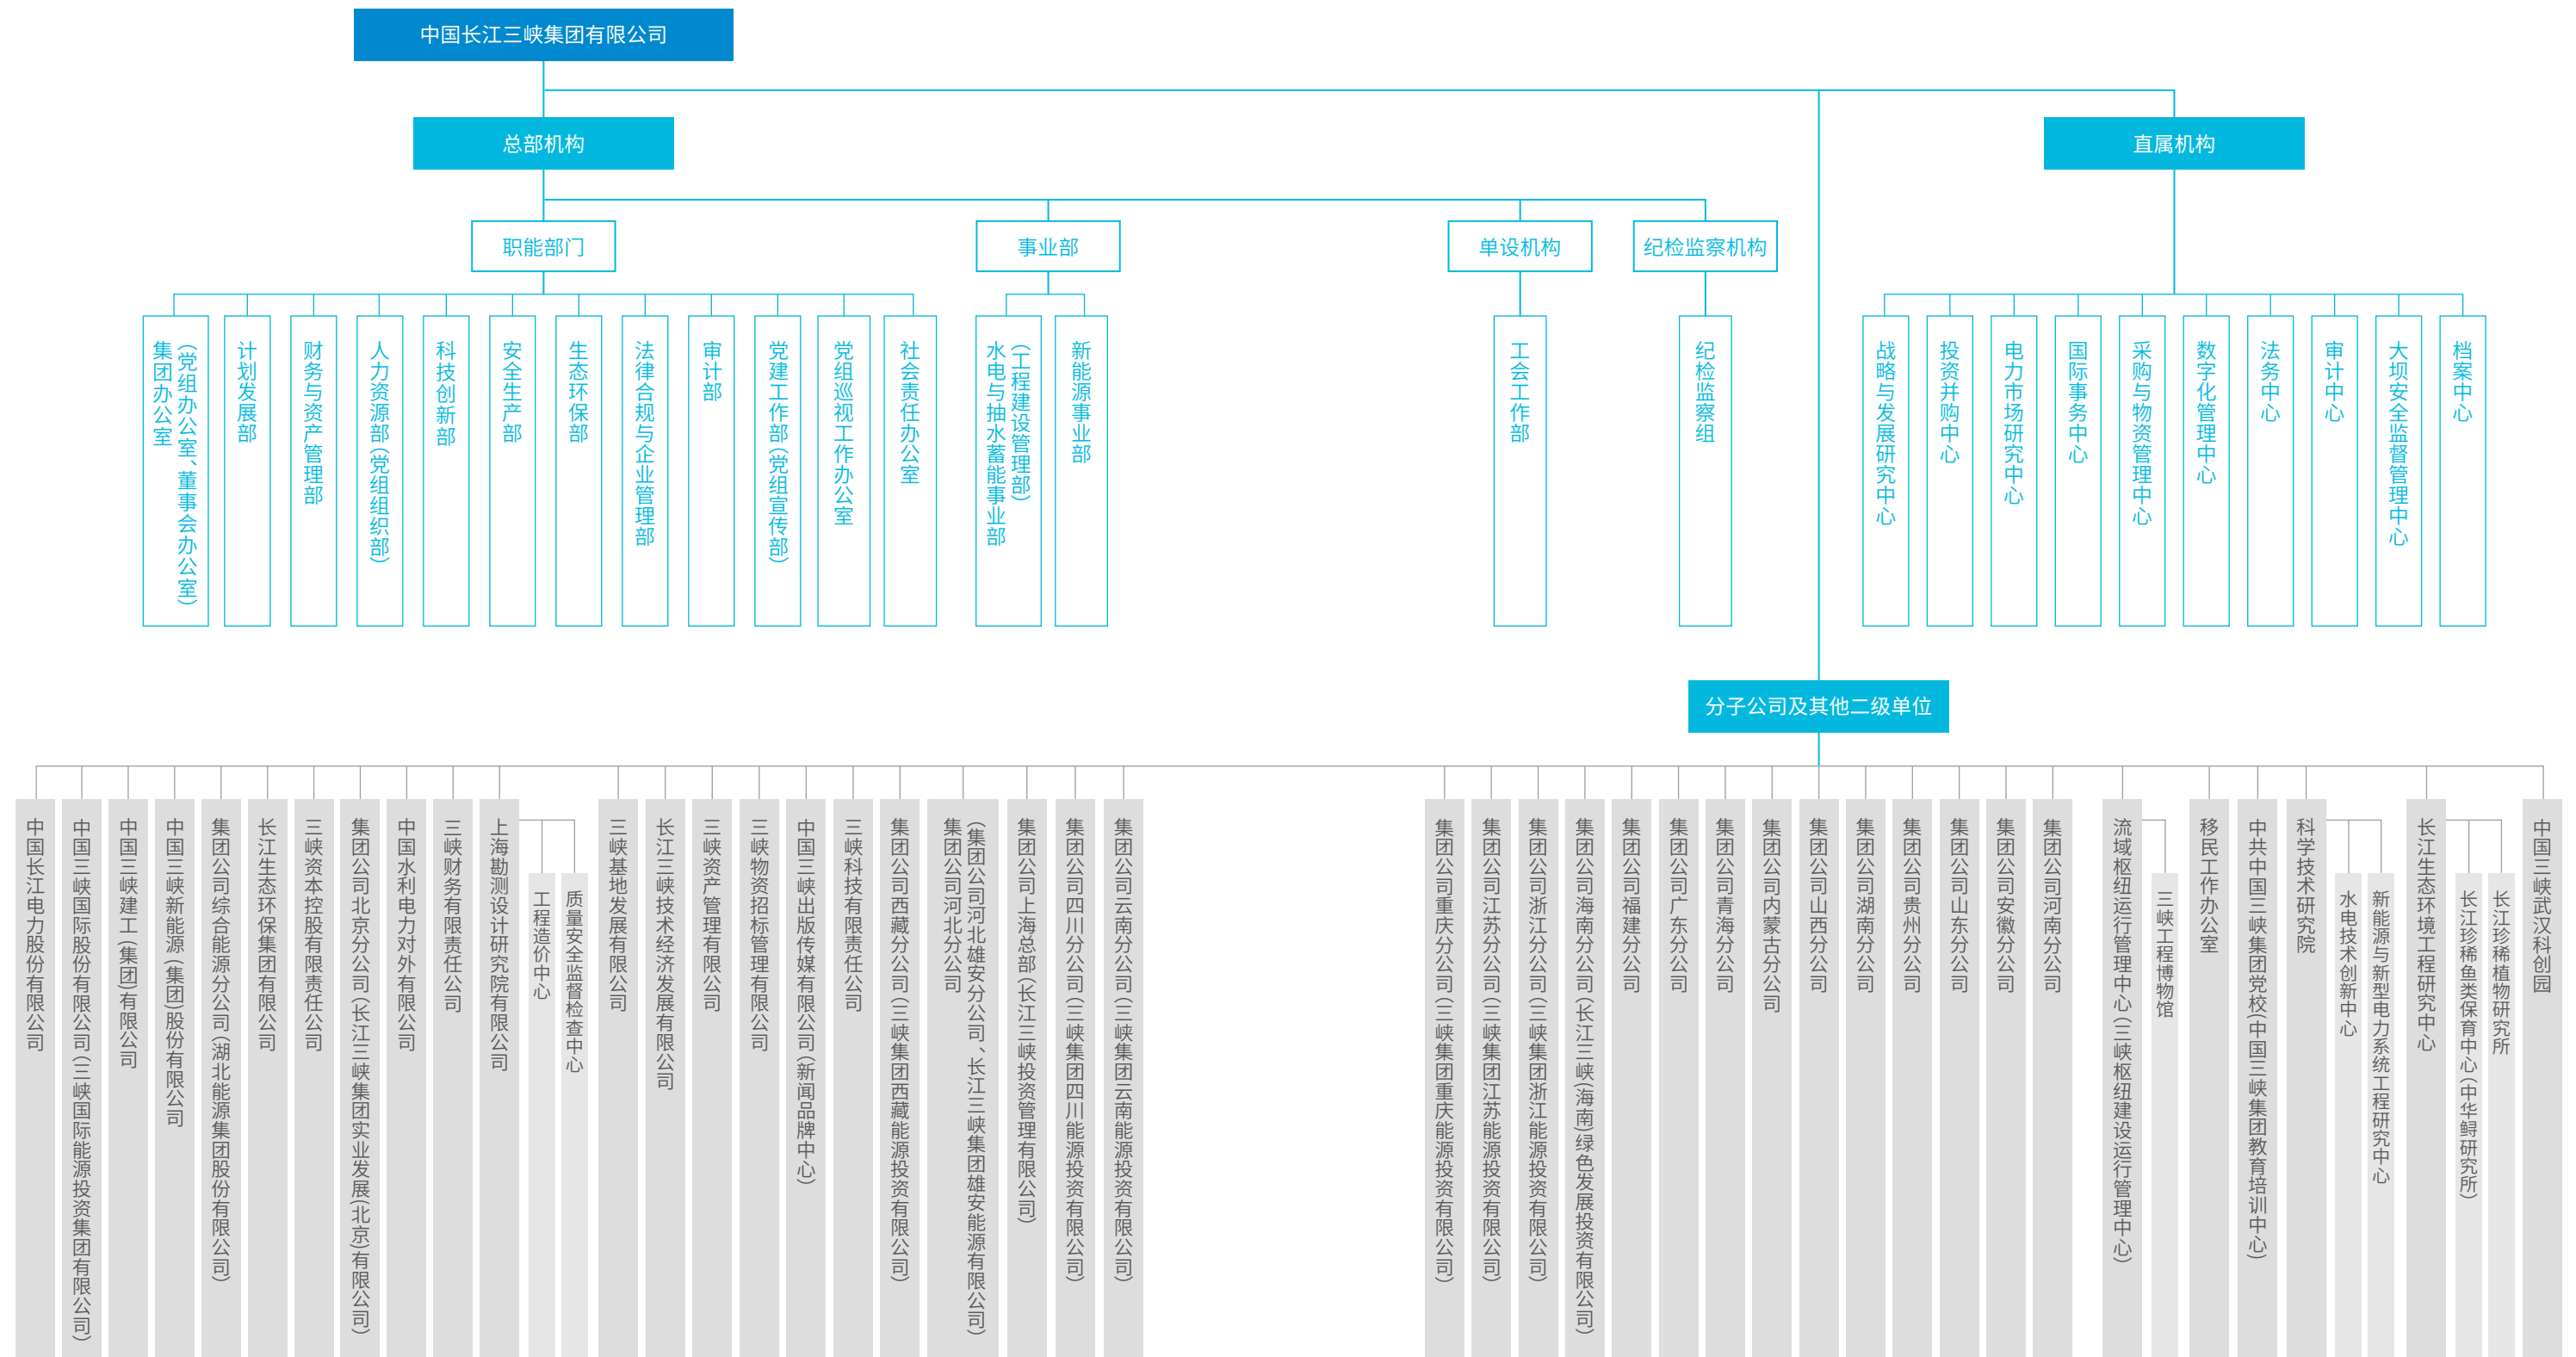 中国长江三峡集团有限公司
总部机构
直属机构
职能部门
事业部
单设机构
纪检监察机构
集团办公室
（党组办公室、董事会办公室）
计划发展部
财务与资产管理部
人力资源部（党组组织部）
科技创新部
安全生产部
生态环保部
法律合规与企业管理部
审计部
党建工作部（党组宣传部）
党组巡视工作办公室
社会责任办公室
水电与抽水蓄能事业部
（工程建设管理部）
新能源事业部
工会工作部
纪检监察组
战略与发展研究中心
投资并购中心
电力市场研究中心
国际事务中心
采购与物资管理中心
数字化管理中心
法务中心
审计中心
大坝安全监督管理中心
档案中心
分子公司及其他二级单位
中国长江电力股份有限公司
中国三峡国际股份有限公司（三峡国际能源投资集团有限公司）
中国三峡建工（集团）有限公司
中国三峡新能源（集团）股份有限公司
集团公司综合能源分公司（湖北能源集团股份有限公司）
长江生态环保集团有限公司
三峡资本控股有限责任公司
集团公司北京分公司（长江三峡集团实业发展（北京）有限公司）
中国水利电力对外有限公司
三峡财务有限责任公司
上海勘测设计研究院有限公司
工程造价中心
质量安全监督检查中心
三峡基地发展有限公司
长江三峡技术经济发展有限公司
三峡资产管理有限公司
三峡物资招标管理有限公司
中国三峡出版传媒有限公司（新闻品牌中心）
三峡科技有限责任公司
集团公司西藏分公司（三峡集团西藏能源投资有限公司）
集团公司河北分公司
（集团公司河北雄安分公司、长江三峡集团雄安能源有限公司）
集团公司上海总部（长江三峡投资管理有限公司）
集团公司四川分公司（三峡集团四川能源投资有限公司）
集团公司云南分公司（三峡集团云南能源投资有限公司）
集团公司重庆分公司（三峡集团重庆能源投资有限公司）
集团公司江苏分公司（三峡集团江苏能源投资有限公司）
集团公司浙江分公司（三峡集团浙江能源投资有限公司）
集团公司海南分公司（长江三峡（海南）绿色发展投资有限公司）
集团公司福建分公司
集团公司广东分公司
集团公司青海分公司
集团公司内蒙古分公司
集团公司山西分公司
集团公司湖南分公司
集团公司贵州分公司
集团公司山东分公司
集团公司安徽分公司
集团公司河南分公司
流域枢纽运行管理中心（三峡枢纽建设运行管理中心）
三峡工程博物馆
移民工作办公室
中共中国三峡集团党校（中国三峡集团教育培训中心）
科学技术研究院
水电技术创新中心
新能源与新型电力系统工程研究中心
长江生态环境工程研究中心
长江珍稀鱼类保育中心（中华鲟研究所）
长江珍稀植物研究所
中国三峡武汉科创园